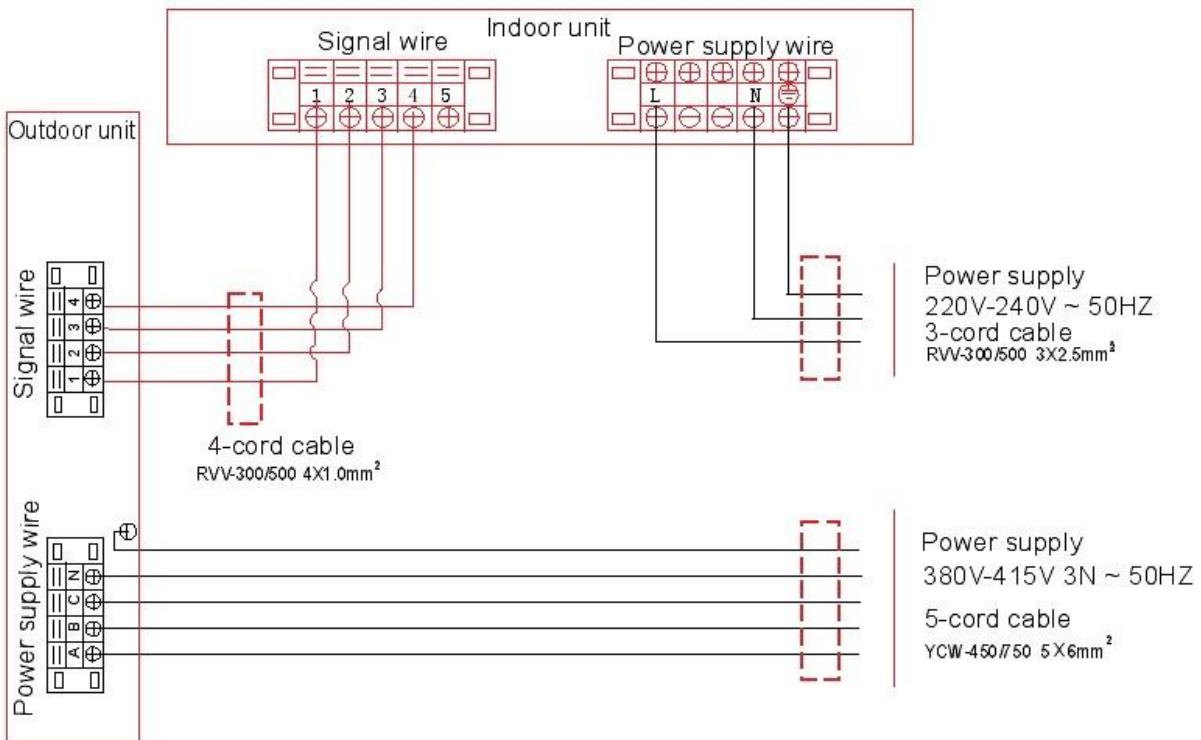 Indoor unit
Signal wire
Power supply wire
1 2 3 4 5
L N
Outdoor unit
Signal wire
4
3
2
1
Power supply
220V-240V ~ 50HZ
3-cord cable
RVV-300/500 3X2.5mm²
4-cord cable
RVV-300/500 4X1.0mm²
Power supply wire
N
C
B
A
Power supply
380V-415V 3N ~ 50HZ
5-cord cable
YCW-450/750 5X6mm²